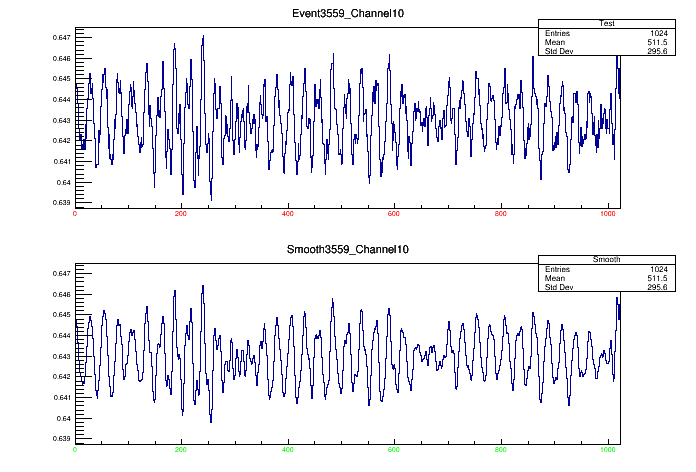 Event3559_Channel10
Test
Entries 1024
Mean 511.5
Std Dev 295.6
0.647
0.646
0.645
0.644
0.643
0.642
0.641
0.64
0.639
0 200 400 600 800 1000
Smooth3559_Channel10
Smooth
Entries 1024
Mean 511.5
Std Dev 295.6
0.647
0.646
0.645
0.644
0.643
0.642
0.641
0.64
0.639
0 200 400 600 800 1000